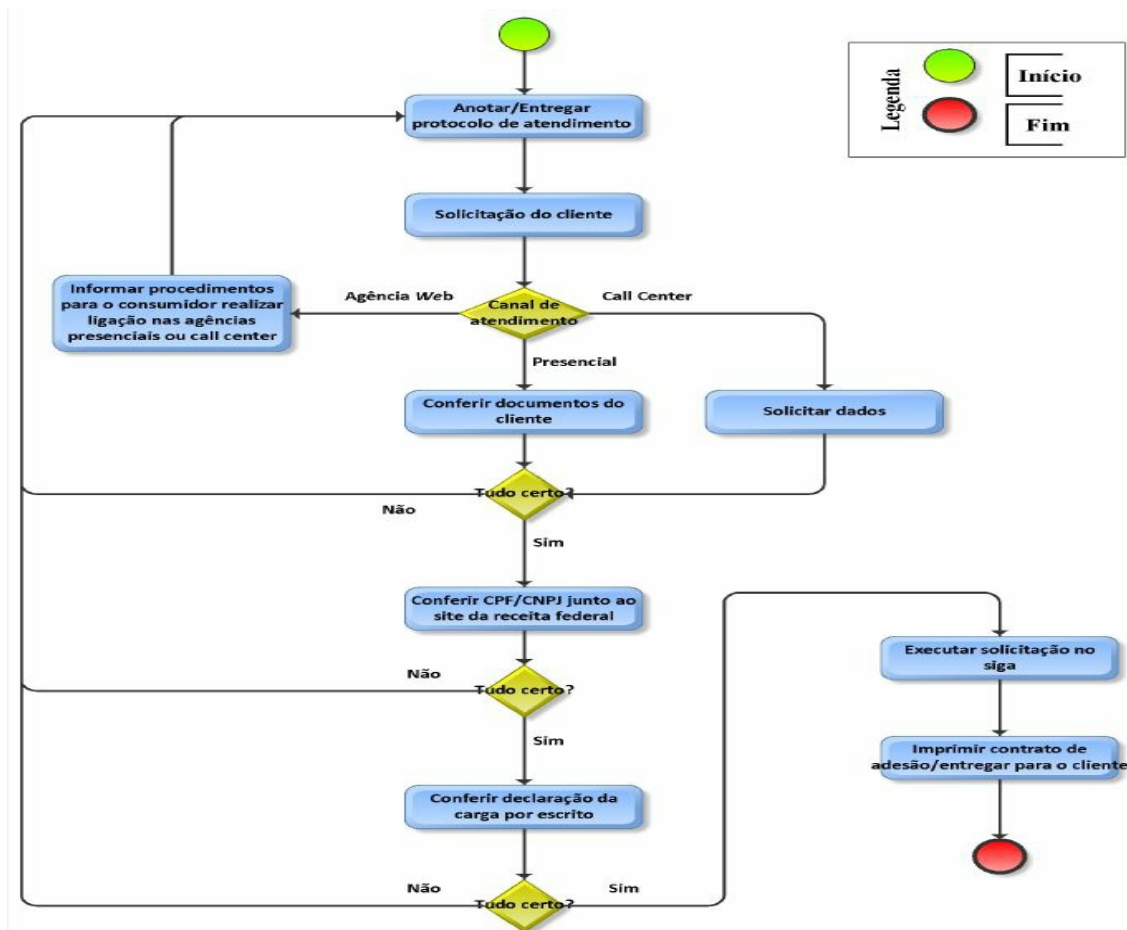 Legenda
Início
Fim
Anotar/Entregar
protocolo de atendimento
Solicitação do cliente
Informar procedimentos
para o consumidor realizar
ligação nas agências
presenciais ou call center
Agência Web
Canal de
atendimento
Call Center
Presencial
Conferir documentos do
cliente
Solicitar dados
Tudo certo?
Não
Sim
Conferir CPF/CNPJ junto ao
site da receita federal
Não
Tudo certo?
Sim
Conferir declaração da
carga por escrito
Não
Tudo certo?
Sim
Executar solicitação no
siga
Imprimir contrato de
adesão/entregar para o cliente